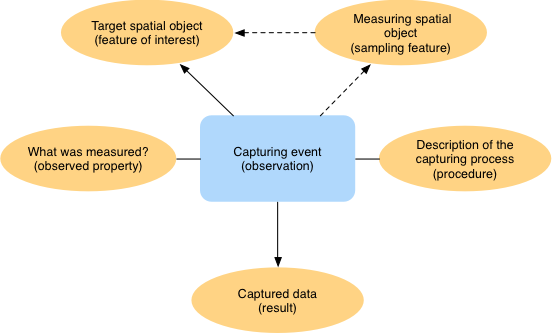 Target spatial object
(feature of interest)
Measuring spatial
object
(sampling feature)
What was measured?
(observed property)
Capturing event
(observation)
Description of the
capturing process
(procedure)
Captured data
(result)